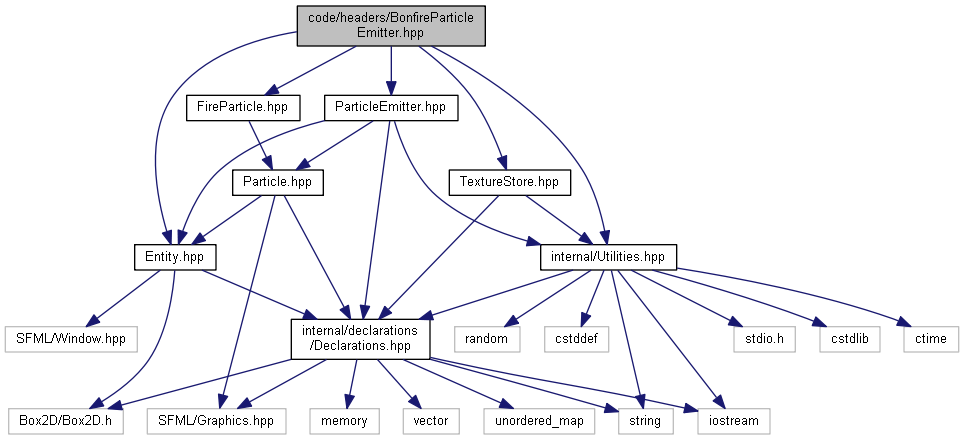 code/headers/BonfireParticle
Emitter.hpp
FireParticle.hpp
ParticleEmitter.hpp
Particle.hpp
TextureStore.hpp
Entity.hpp
internal/Utilities.hpp
SFML/Window.hpp
internal/declarations
/Declarations.hpp
random
cstddef
stdio.h
cstdlib
ctime
Box2D/Box2D.h
SFML/Graphics.hpp
memory
vector
unordered_map
string
iostream